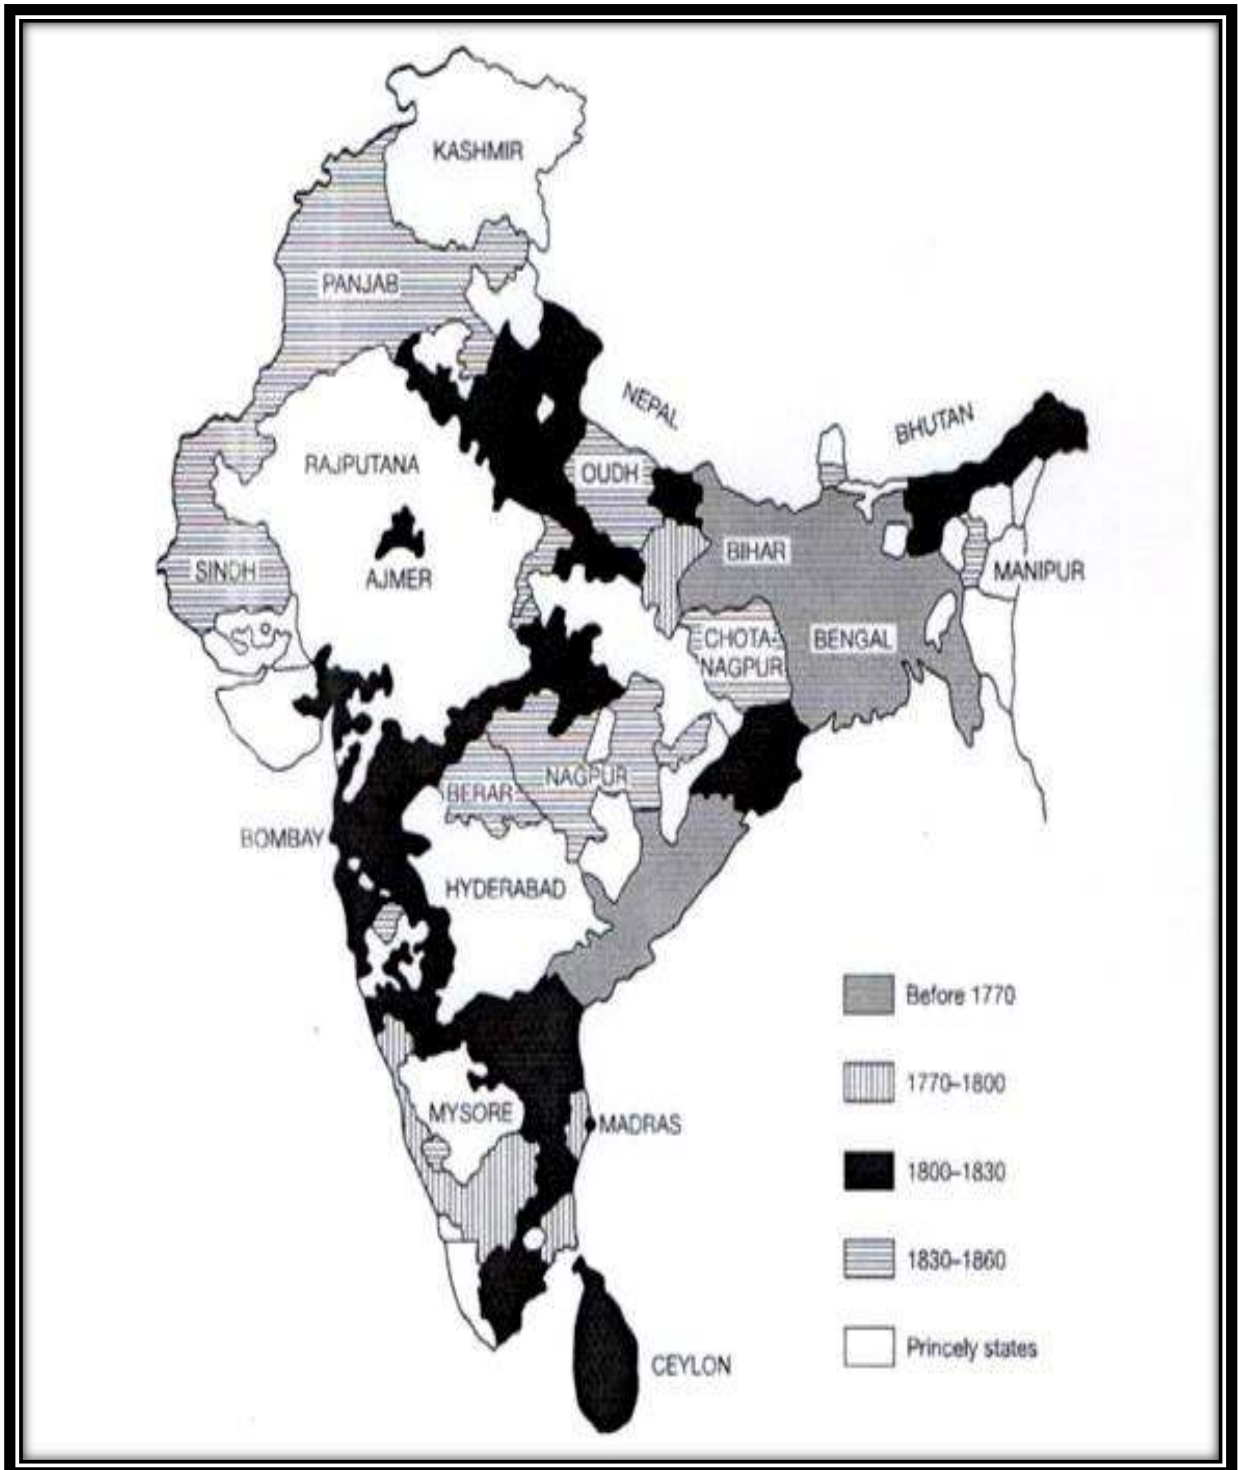 KASHMIR
PANJAB
NEPAL
BHUTAN
RAJPUTANA
OUDH
SINDH
AJMER
BIHAR
MANIPUR
CHOTA-
NAGPUR
BENGAL
NAGPUR
BERAR
BOMBAY
HYDERABAD
Before 1770
1770–1800
MYSORE
MADRAS
1800–1830
1830–1860
Princely states
CEYLON